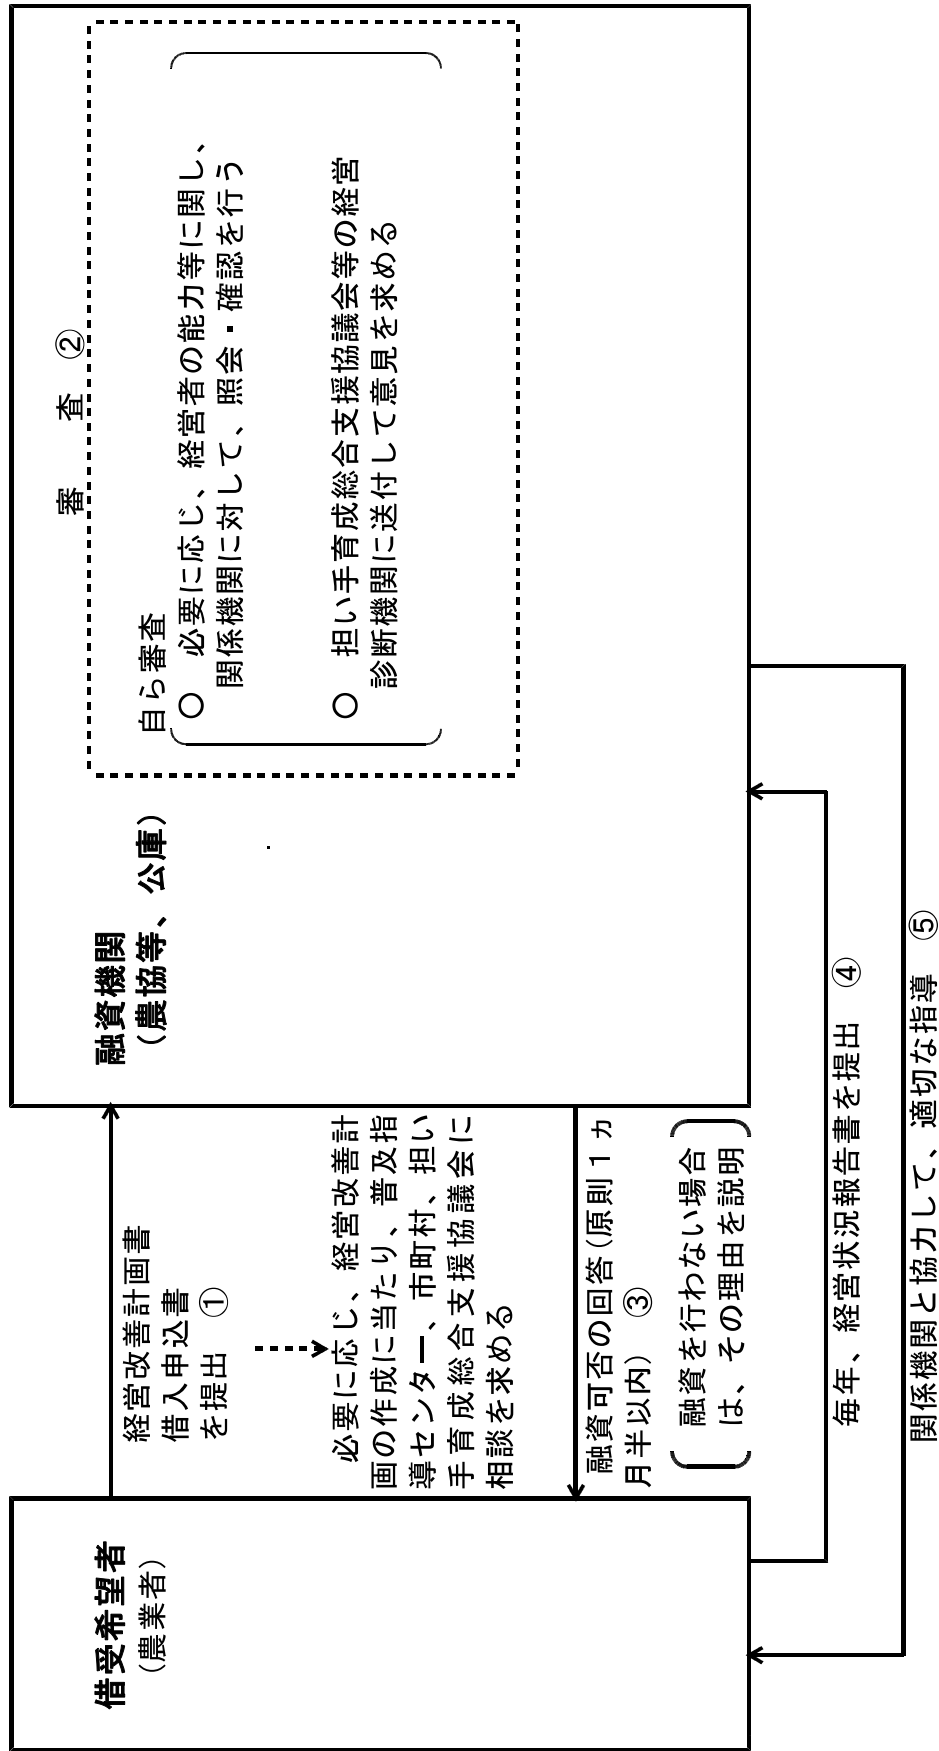 借受希望者
（農業者）
経営改善計画書
借入申込書
を提出　①
必要に応じ、経営改善計
画の作成に当たり、普及指
導センター、市町村、担い
手育成総合支援協議会に
相談を求める
融資可否の回答（原則１ヵ
月半以内）　③
融資を行わない場合
は、その理由を説明
融資機関
（農協等、公庫）
審　査　②
自ら審査
○　必要に応じ、経営者の能力等に関し、
関係機関に対して、照会・確認を行う
○　担い手育成総合支援協議会等の経営
診断機関に送付して意見を求める
毎年、経営状況報告書を提出　④
関係機関と協力して、適切な指導　⑤